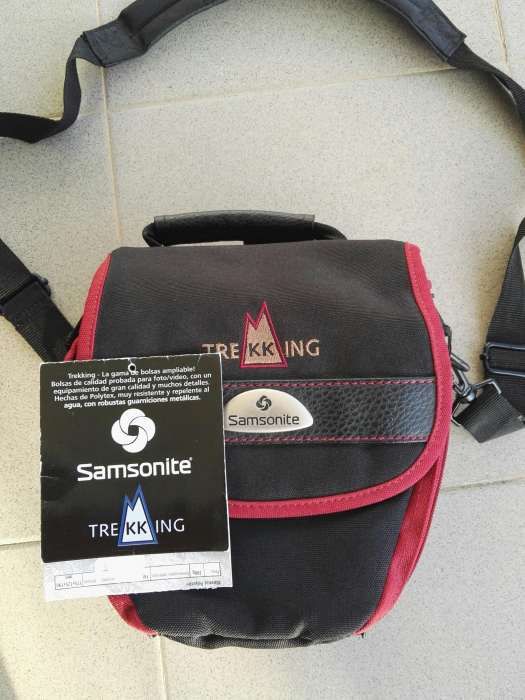 TREKKING
Samsonite
Trekking - La gama de bolsas ampliable!
Bolsas de calidad probada para foto/video, con un
equipamiento de gran calidad y muchos detalles.
Hechas de Polytex, muy resistente y repelente al
agua, con robustas guarniciones metálicas.
Samsonite®
TREKKING